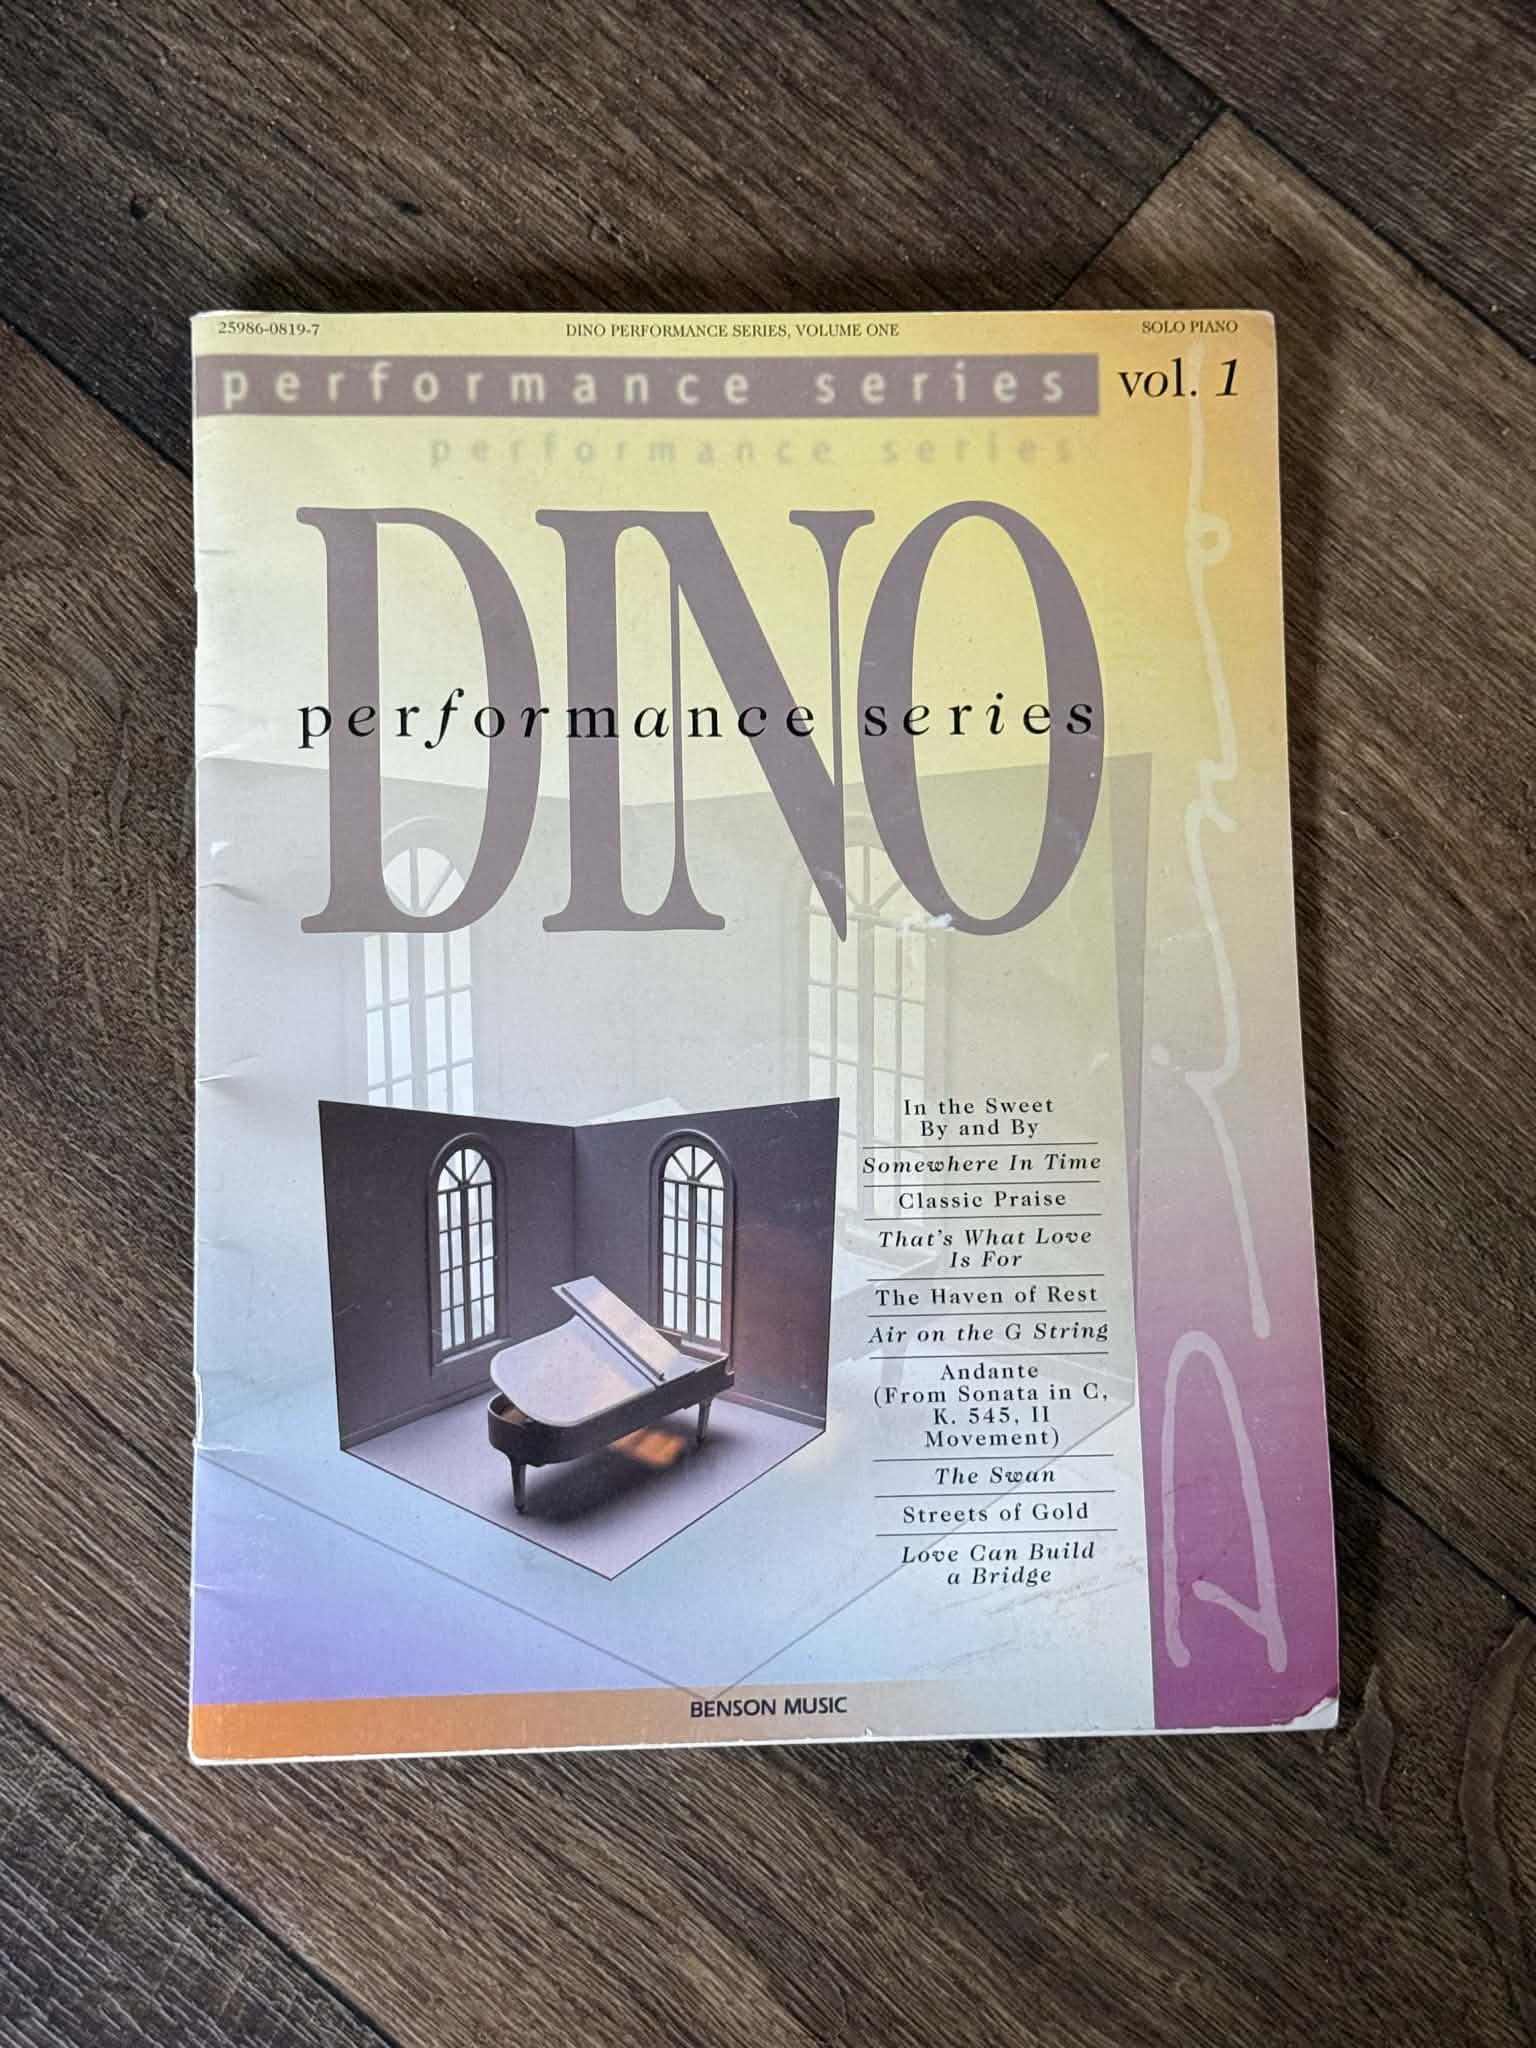 25986-0819-7
DINO PERFORMANCE SERIES, VOLUME ONE
SOLO PIANO
performance series
vol. 1
performance series
DINO
performance series
In the Sweet
By and By
Somewhere In Time
Classic Praise
That's What Love
Is For
The Haven of Rest
Air on the G String
Andante
(From Sonata in C,
K. 545, II
Movement)
The Swan
Streets of Gold
Love Can Build
a Bridge
BENSON MUSIC